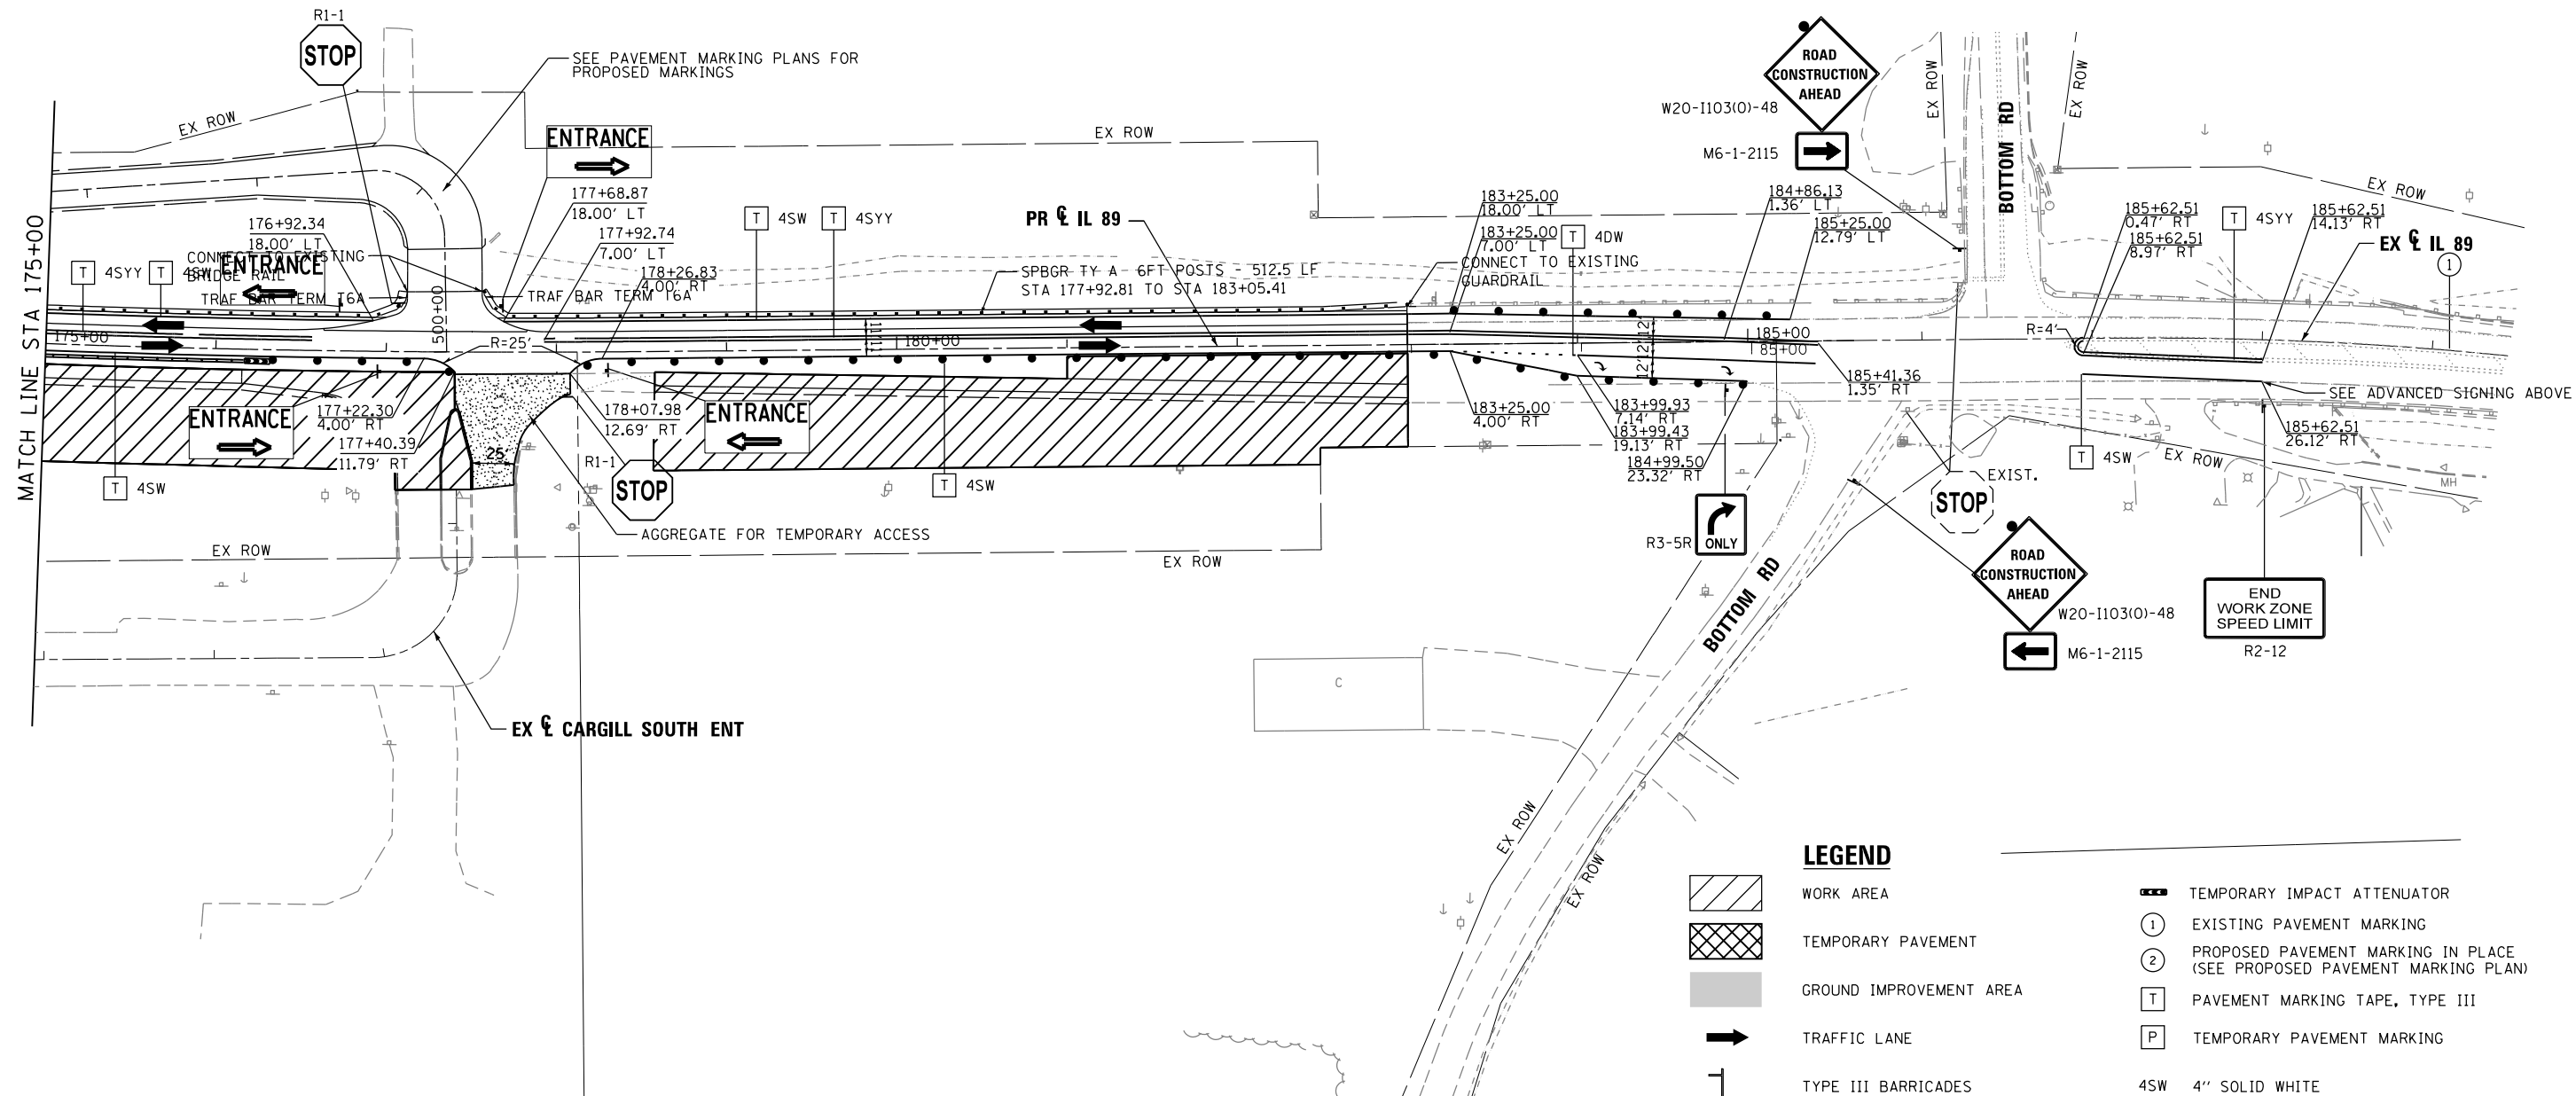 R1-1
STOP
SEE PAVEMENT MARKING PLANS FOR
PROPOSED MARKINGS
EX ROW
ENTRANCE
EX ROW
MATCH LINE STA 175+00
176+92.34
18.00' LT
CONNECT TO EXISTING
BRIDGE RAIL
ENTRANCE
T 4SYY
T 4SW
TRAF BAR TERM T6A
TRAF BAR TERM T6A
177+68.87
18.00' LT
177+92.74
7.00' LT
178+26.83
4.00' RT
T 4SW
T 4SYY
PR ℄ IL 89
SPBGR TY A 6FT POSTS - 512.5 LF
STA 177+92.81 TO STA 183+05.41
183+25.00
18.00' LT
183+25.00
7.00' LT
T 4DW
CONNECT TO EXISTING
GUARDRAIL
ROAD
CONSTRUCTION
AHEAD
W20-I103(0)-48
M6-1-2115
184+86.13
1.36' LT
185+25.00
12.79' LT
EX ROW
BOTTOM RD
EX ROW
185+62.51
0.47' RT
185+62.51
8.97' RT
T 4SYY
185+62.51
14.13' RT
EX ROW
EX ℄ IL 89
1
175+00
500+00
R=25'
11'
11'
180+00
12'
12'
12'
12'
185+00
185+00
R=4'
ENTRANCE
177+22.30
4.00' RT
177+40.39
11.79' RT
T 4SW
25'
178+07.98
12.69' RT
R1-1
STOP
ENTRANCE
T 4SW
AGGREGATE FOR TEMPORARY ACCESS
183+25.00
4.00' RT
183+99.93
7.14' RT
183+99.43
19.13' RT
184+99.50
23.32' RT
185+41.36
1.35' RT
SEE ADVANCED SIGNING ABOVE
185+62.51
26.12' RT
T 4SW
EX ROW
MH
EXIST.
STOP
R3-5R
ONLY
ROAD
CONSTRUCTION
AHEAD
W20-I103(0)-48
M6-1-2115
END
WORK ZONE
SPEED LIMIT
R2-12
EX ROW
EX ROW
BOTTOM RD
C
EX ℄ CARGILL SOUTH ENT
EX ROW
EX ROW
LEGEND
WORK AREA
TEMPORARY PAVEMENT
GROUND IMPROVEMENT AREA
TRAFFIC LANE
TYPE III BARRICADES
TEMPORARY IMPACT ATTENUATOR
1 EXISTING PAVEMENT MARKING
2 PROPOSED PAVEMENT MARKING IN PLACE
(SEE PROPOSED PAVEMENT MARKING PLAN)
T PAVEMENT MARKING TAPE, TYPE III
P TEMPORARY PAVEMENT MARKING
4SW 4'' SOLID WHITE